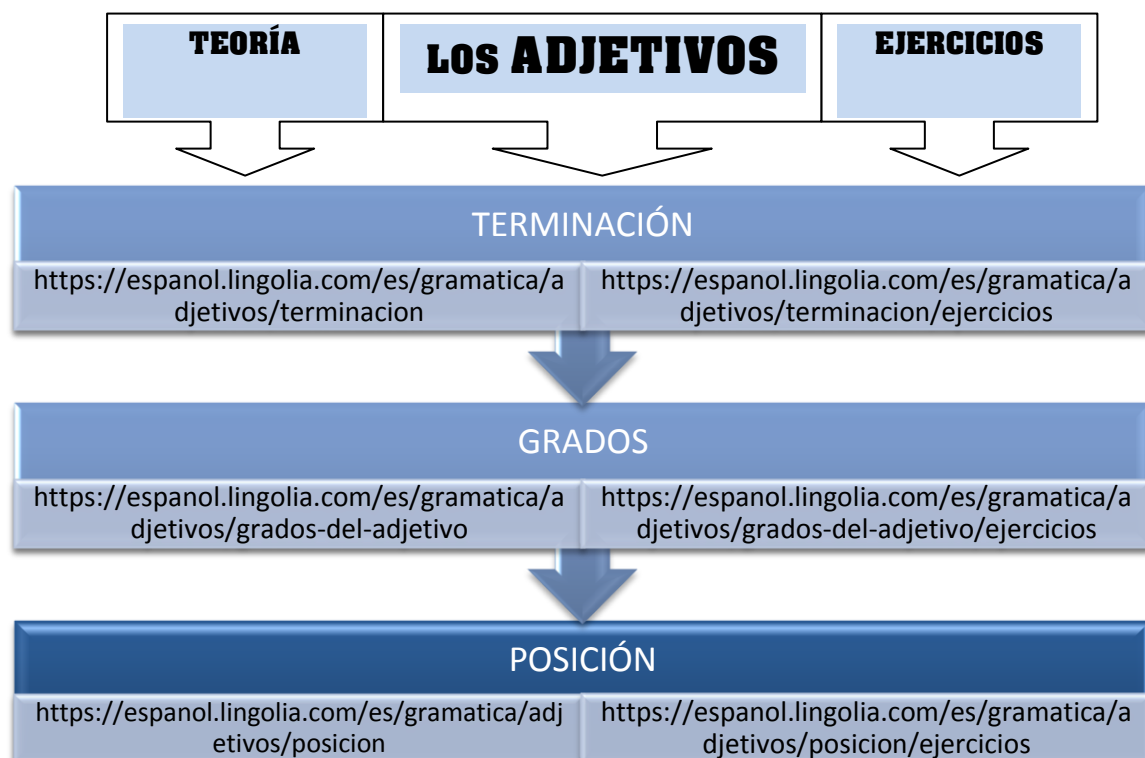 TEORÍA
LOS ADJETIVOS
EJERCICIOS
TERMINACIÓN
https://espanol.lingolia.com/es/gramatica/a
djetivos/terminacion
https://espanol.lingolia.com/es/gramatica/a
djetivos/terminacion/ejercicios
GRADOS
https://espanol.lingolia.com/es/gramatica/a
djetivos/grados-del-adjetivo
https://espanol.lingolia.com/es/gramatica/a
djetivos/grados-del-adjetivo/ejercicios
POSICIÓN
https://espanol.lingolia.com/es/gramatica/adj
etivos/posicion
https://espanol.lingolia.com/es/gramatica/a
djetivos/posicion/ejercicios